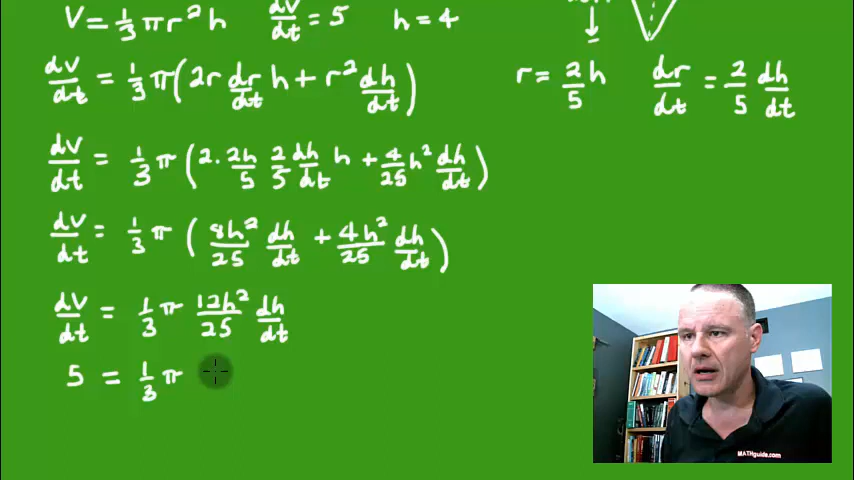 V = 1/3 πr²h    dV/dt = 5    h = 4
dV/dt = 1/3 π(2r dr/dt h + r² dh/dt)    r = 2/5 h    dr/dt = 2/5 dh/dt
dV/dt = 1/3 π (2 · 2h/5 2/5 dh/dt h + 4/25 h² dh/dt)
dV/dt = 1/3 π (8h²/25 dh/dt + 4h²/25 dh/dt)
dV/dt = 1/3 π 12h²/25 dh/dt
5 = 1/3 π
MATHguide.com